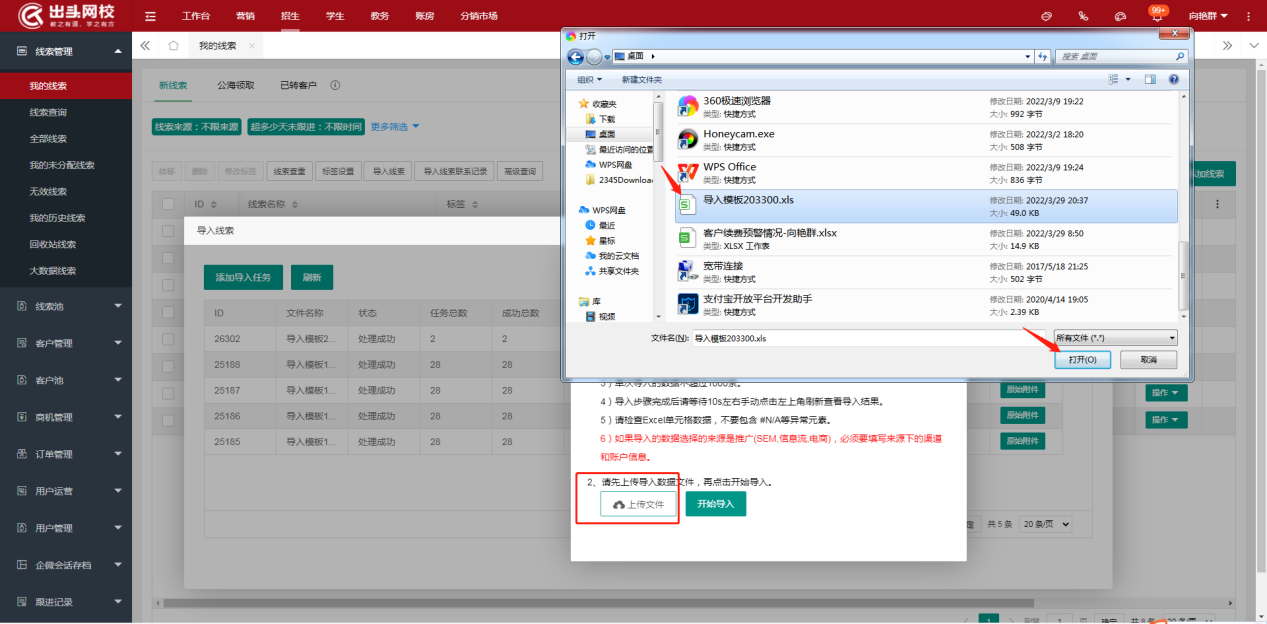 出头网校
教之有道,学之有方
工作台 营销 招生 学生 教务 账房 分销市场
99+
向艳群
线索管理
我的线索
线索查询
全部线索
我的未分配线索
无效线索
我的历史线索
回收站线索
大数据线索
线索池
客户管理
客户池
商机管理
订单管理
用户运营
用户管理
企微会话存档
跟进记录
我的线索 ×
新线索 公海领取 已转客户
线索来源:不限来源 超多少天未跟进:不限时间 更多筛选
转移 删除 修改标签 线索查重 标签设置 导入线索 导入线索联系记录 高级查询
加线索
ID 线索名称 标签
导入线索
添加导入任务 刷新
ID 文件名称 状态 任务总数 成功总数
26302 导入模板2... 处理成功 2 2
25188 导入模板1... 处理成功 28 28
25187 导入模板1... 处理成功 28 28 原始附件
25186 导入模板1... 处理成功 28 28 原始附件
25185 导入模板1... 处理成功 28 28 原始附件
操作
操作
共 5 条 20 条/页
打开
桌面
搜索 桌面
组织 新建文件夹
收藏夹
下载
桌面
最近访问的位置
WPS网盘
2345Downloa
WPS网盘
最近
星标
我的云文档
共享文件夹
库
视频
360极速浏览器 修改日期: 2022/3/9 19:22
类型: 快捷方式 大小: 992 字节
Honeycam.exe 修改日期: 2022/3/2 18:20
类型: 快捷方式 大小: 508 字节
WPS Office 修改日期: 2022/3/9 19:24
类型: 快捷方式 大小: 836 字节
导入模板203300.xls 修改日期: 2022/3/29 20:37
大小: 49.0 KB
客户续费预警情况-向艳群.xlsx 修改日期: 2022/3/29 8:50
类型: XLSX 工作表 大小: 14.9 KB
宽带连接 修改日期: 2017/5/18 21:25
类型: 快捷方式 大小: 502 字节
支付宝开放平台开发助手 修改日期: 2020/4/14 19:05
类型: 快捷方式 大小: 2.39 KB
文件名(N): 导入模板203300.xls 所有文件 (*.*)
打开(O) 取消
3)单次导入的数据不超过1000条。
4)导入步骤完成后请等待10s左右手动点击左上角刷新查看导入结果。
5)请检查Excel单元格数据,不要包含 #N/A等异常元素。
6)如果导入的数据选择的来源是推广(SEM,信息流,电商),必须要填写来源下的渠道
和账户信息。
2、请先上传导入数据文件,再点击开始导入。
上传文件 开始导入
1 到第 1 页 确定 共 8 条 20 条/页